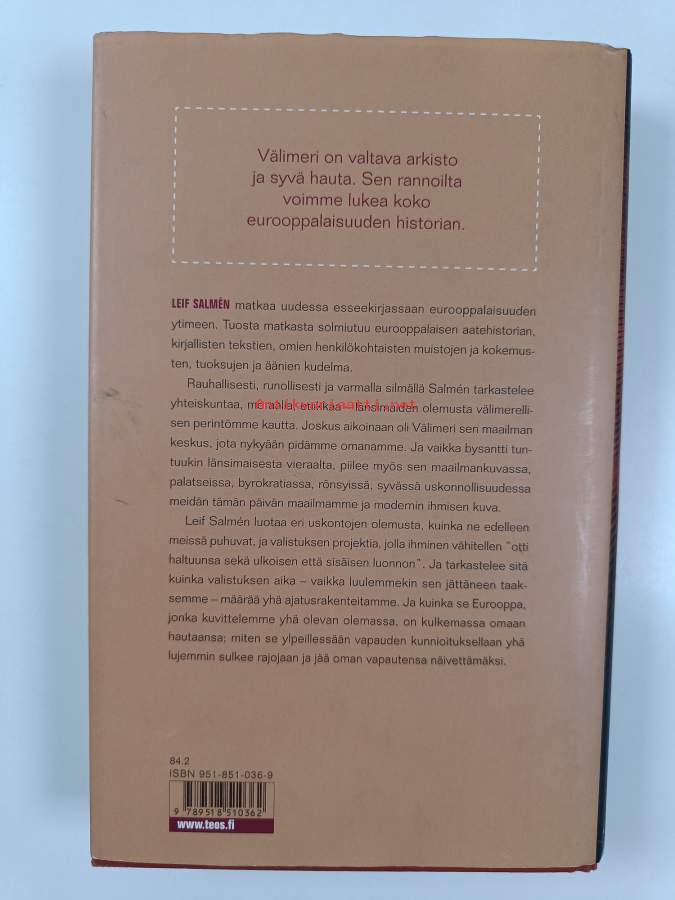 Välimeri on valtava arkisto
ja syvä hauta. Sen rannoilta
voimme lukea koko
eurooppalaisuuden historian.
LEIF SALMÉN matkaa uudessa esseekirjassaan eurooppalaisuuden
ytimeen. Tuosta matkasta solmiutuu eurooppalaisen aatehistorian,
kirjallisten tekstien, omien henkilökohtaisten muistojen ja kokemus-
ten, tuoksujen ja äänien kudelma.
Rauhallisesti, runollisesti ja varmalla silmällä Salmén tarkastelee
yhteiskuntaa, moraalia, etiikkaa – länsimaiden olemusta välimerelli-
sen perintömme kautta. Joskus aikoinaan oli Välimeri sen maailman
keskus, jota nykyään pidämme omanamme. Ja vaikka bysantti tun-
tuukin länsimaisesta vieraalta, piilee myös sen maailmankuvassa,
palatseissa, byrokratiassa, rönsyissä, syvässä uskonnollisuudessa
meidän tämän päivän maailmamme ja modernin ihmisen kuva.
Leif Salmén luotaa eri uskontojen olemusta, kuinka ne edelleen
meissä puhuvat, ja valistuksen projektia, jolla ihminen vähitellen "otti
haltuunsa sekä ulkoisen että sisäisen luonnon". Ja tarkastelee sitä
kuinka valistuksen aika – vaikka luulemmekin sen jättäneen taak-
semme – määrää yhä ajatusrakenteitamme. Ja kuinka se Eurooppa,
jonka kuvittelemme yhä olevan olemassa, on kulkemassa omaan
hautaansa; miten se ylpeillessään vapauden kunnioituksellaan yhä
lujemmin sulkee rajojaan ja jää oman vapautensa näivettämäksi.
84.2
ISBN 951-851-036-9
9 789518 510362
www.teos.fi